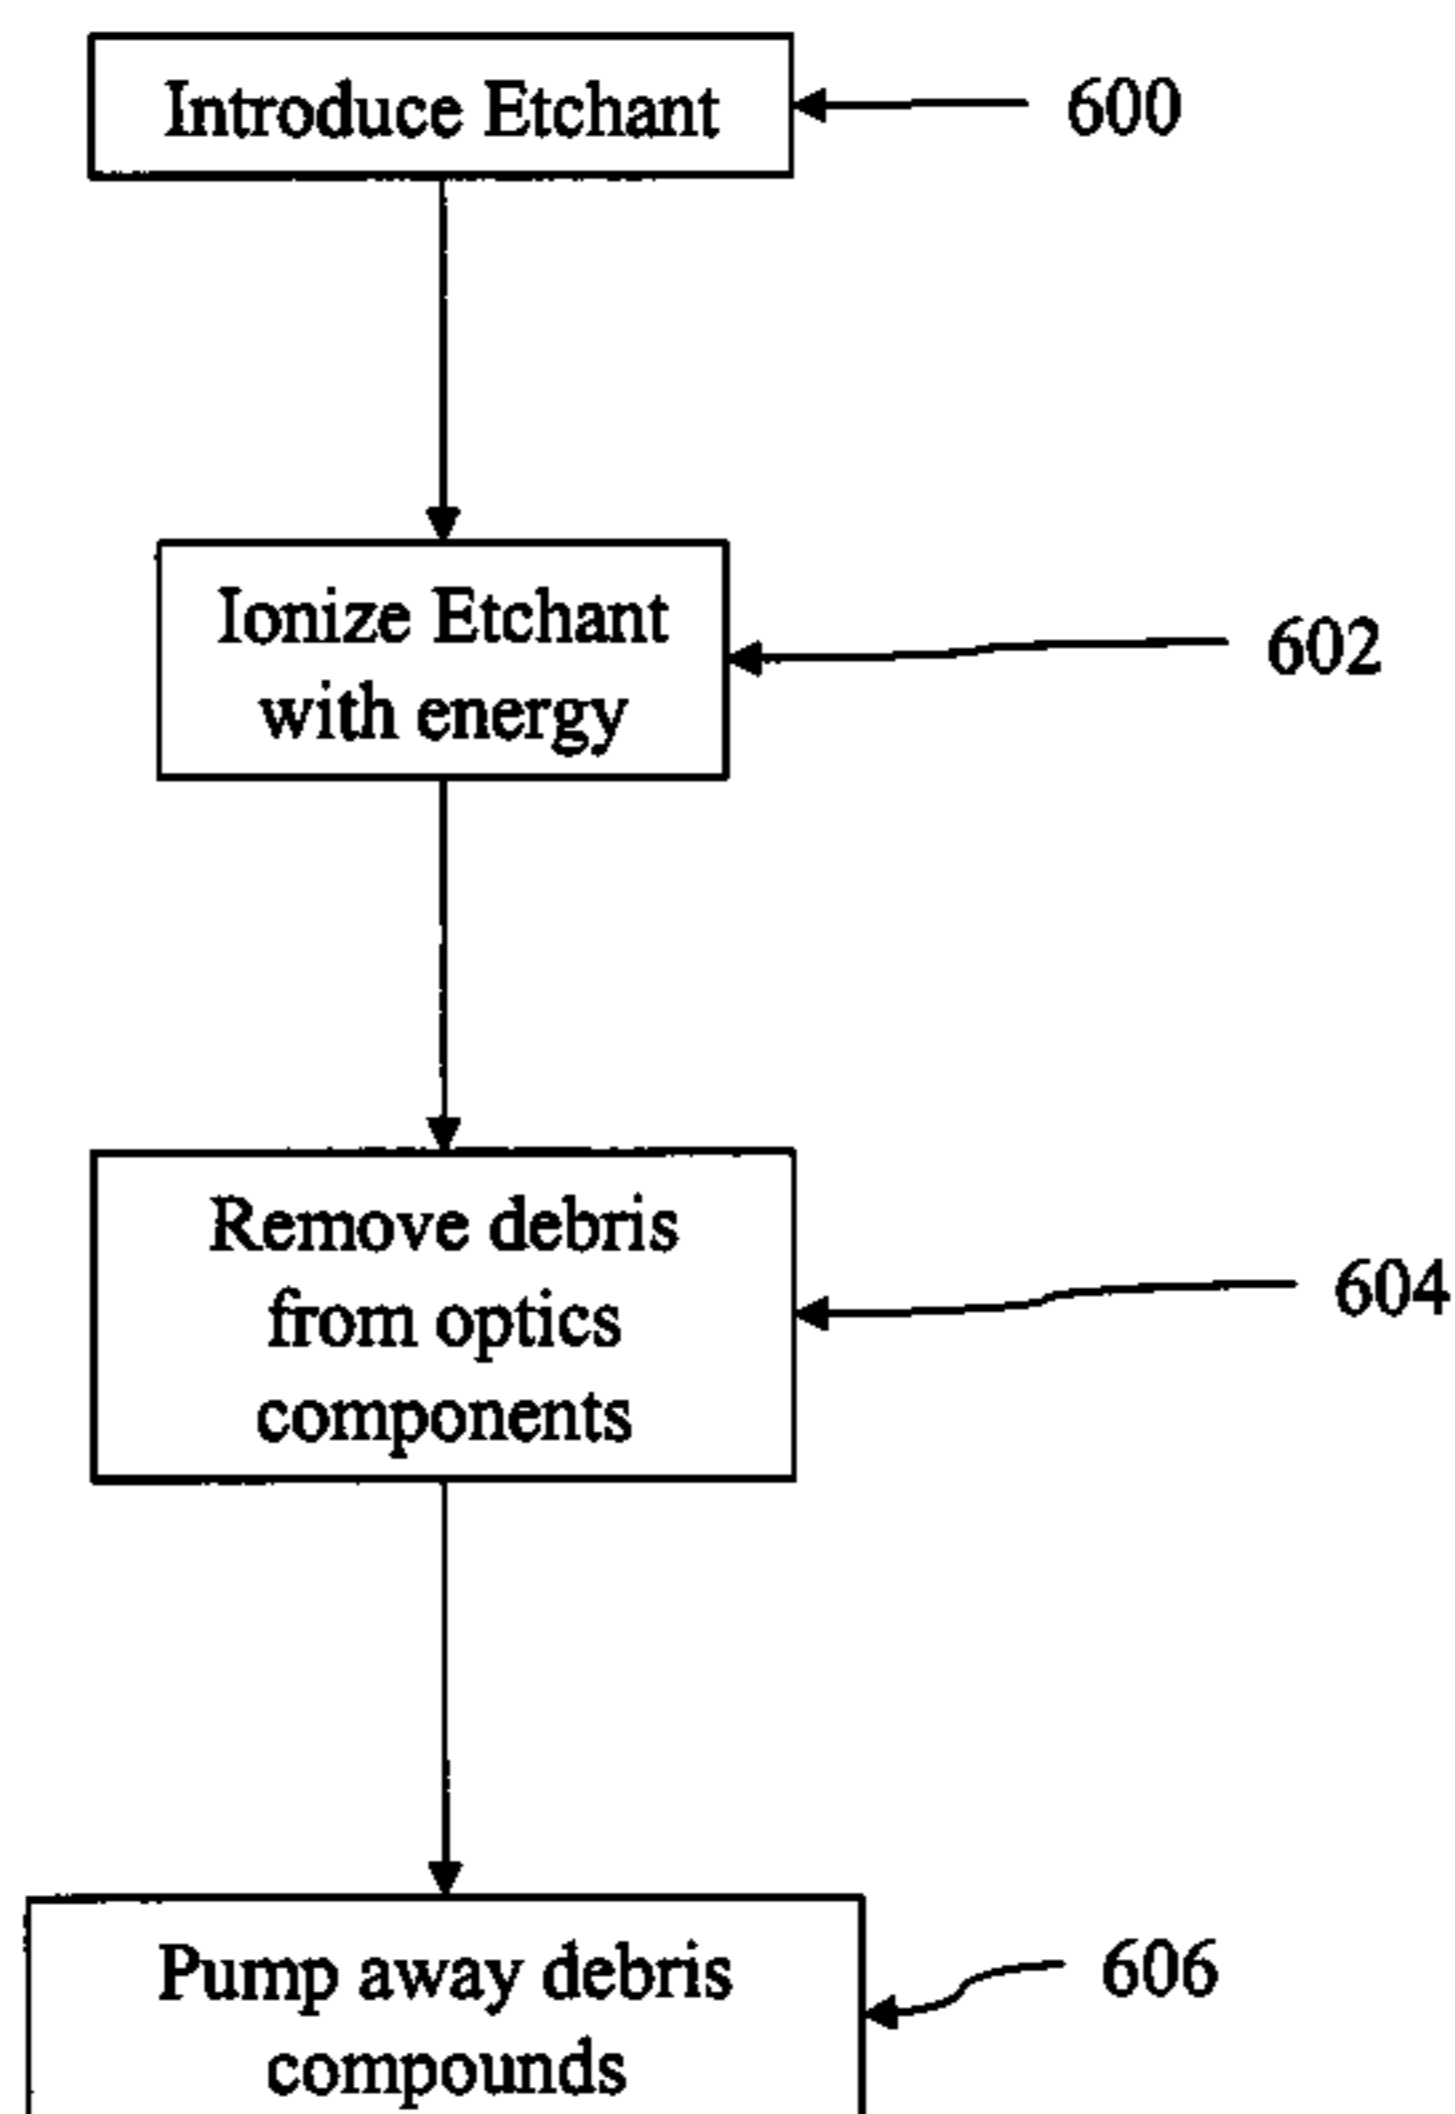 Introduce Etchant
600
Ionize Etchant
with energy
602
Remove debris
from optics
components
604
Pump away debris
compounds
606